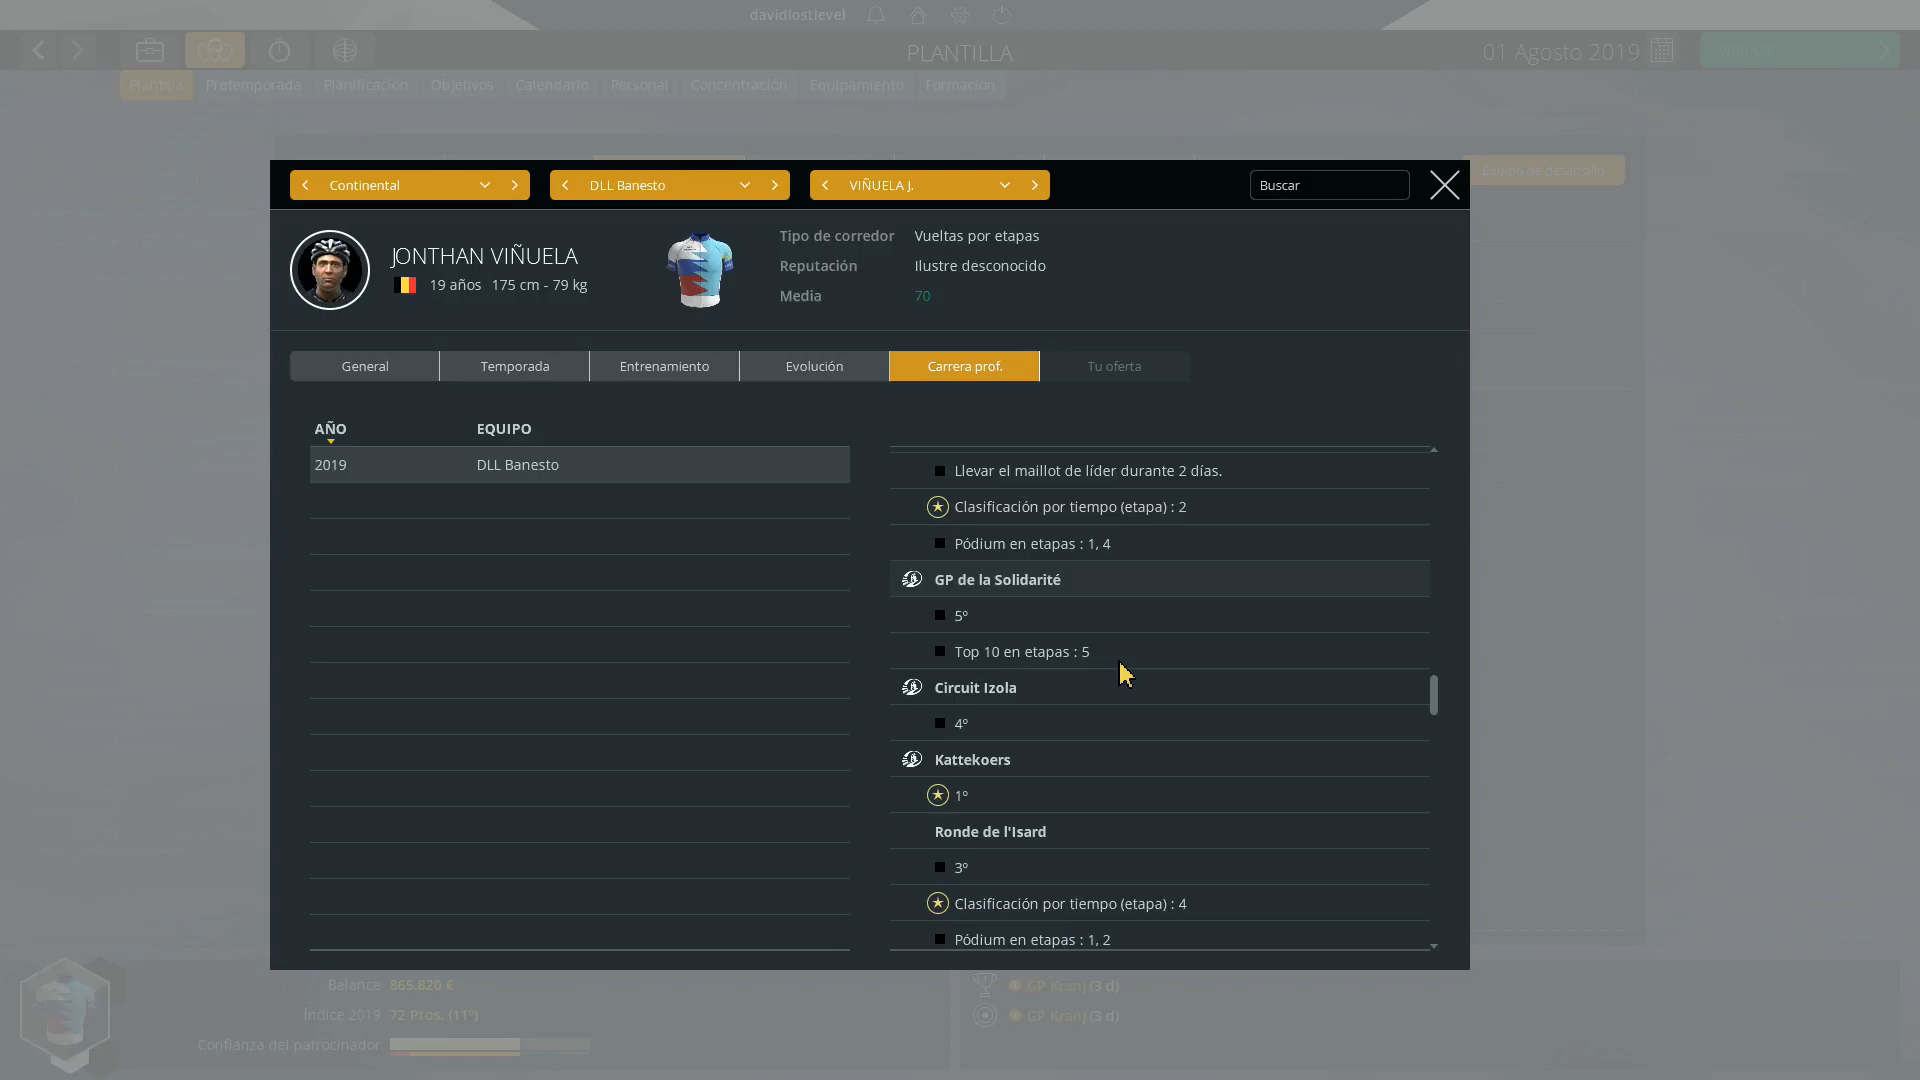 davidlostlevel
PLANTILLA
01 Agosto 2019
Plantilla
Pretemporada
Planificación
Objetivos
Calendario
Personal
Concentración
Equipamiento
Formación
Equipo de desarrollo
Continental
DLL Banesto
VIÑUELA J.
Buscar
JONTHAN VIÑUELA
19 años 175 cm - 79 kg
Tipo de corredor Vueltas por etapas
Reputación Ilustre desconocido
Media 70
General
Temporada
Entrenamiento
Evolución
Carrera prof.
Tu oferta
AÑO EQUIPO
2019 DLL Banesto
Llevar el maillot de líder durante 2 días.
Clasificación por tiempo (etapa) : 2
Pódium en etapas : 1, 4
GP de la Solidarité
5º
Top 10 en etapas : 5
Circuit Izola
4º
Kattekoers
1º
Ronde de l'Isard
3º
Clasificación por tiempo (etapa) : 4
Pódium en etapas : 1, 2
Balance 865.820 €
Índice 2019 72 Ptos. (11º)
Confianza del patrocinador
GP Kranj (3 d)
GP Kranj (3 d)